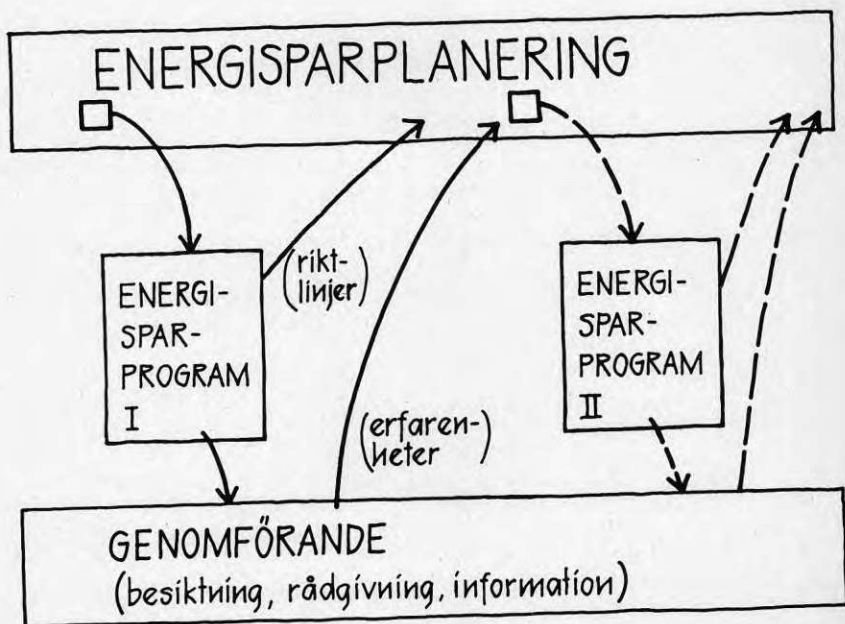 ENERGISPARPLANERING
(rikt-
linjer)
ENERGI-
SPAR-
PROGRAM
I
ENERGI-
SPAR-
PROGRAM
II
(erfaren-
heter)
GENOMFÖRANDE
(besiktning, rådgivning, information)